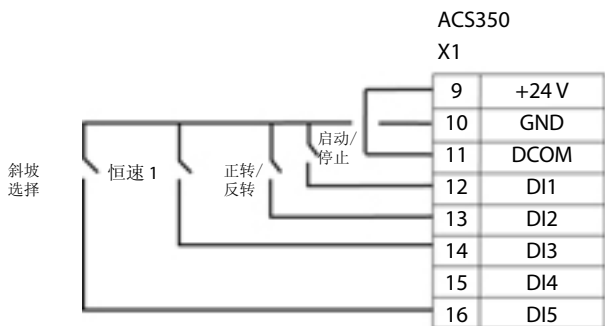 ACS350
X1
9 +24 V
10 GND
11 DCOM
12 DI1
13 DI2
14 DI3
15 DI4
16 DI5
启动/
停止
正转/
反转
恒速 1
斜坡
选择